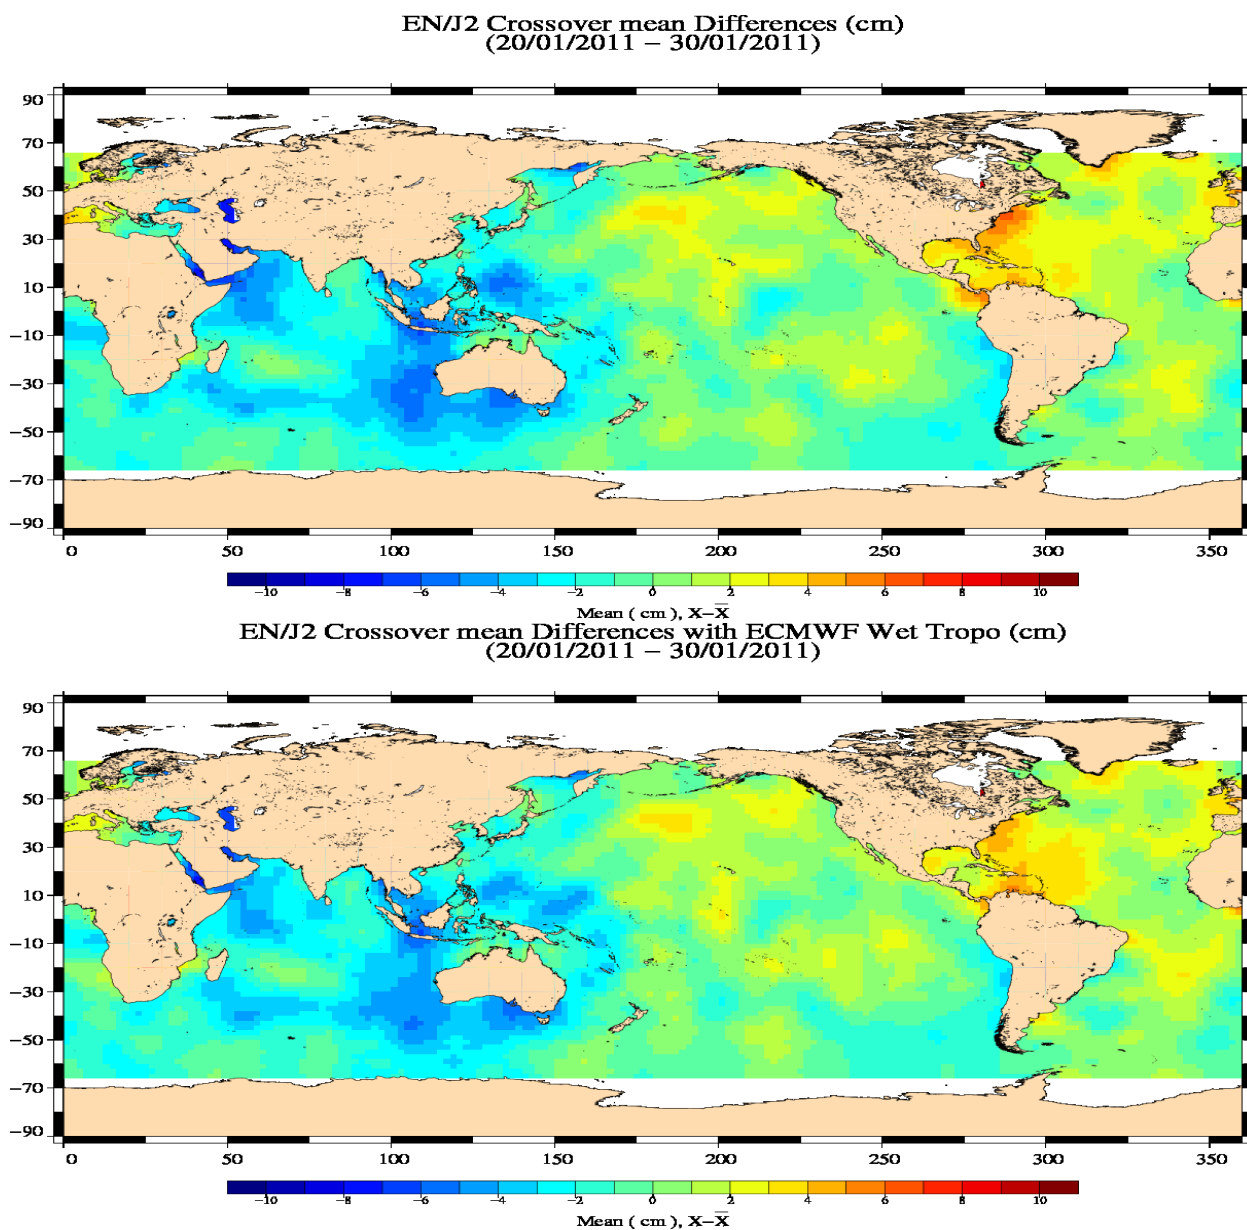 EN/J2 Crossover mean Differences (cm)
(20/01/2011 − 30/01/2011)
90
70
50
30
10
−10
−30
−50
−70
−90
0 50 100 150 200 250 300 350
−10 −8 −6 −4 −2 0 2 4 6 8 10
Mean ( cm ), X−X̅
EN/J2 Crossover mean Differences with ECMWF Wet Tropo (cm)
(20/01/2011 − 30/01/2011)
90
70
50
30
10
−10
−30
−50
−70
−90
0 50 100 150 200 250 300 350
−10 −8 −6 −4 −2 0 2 4 6 8 10
Mean ( cm ), X−X̅